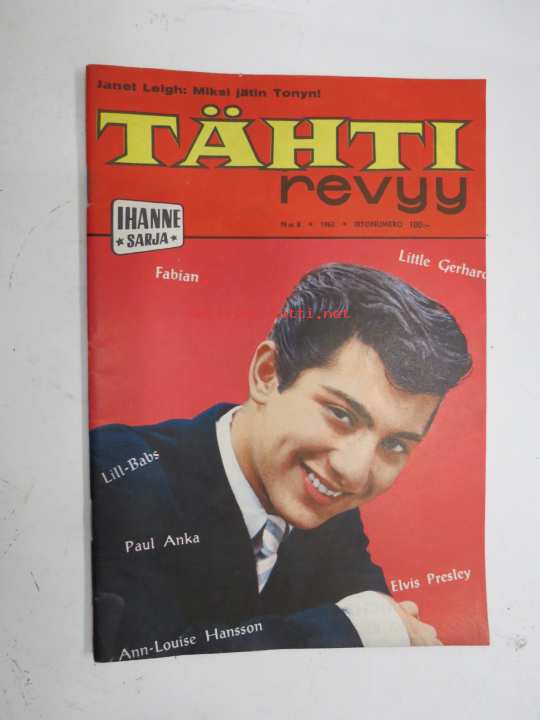 Janet Leigh: Miksi jätin Tonyn!
TÄHTI
revyy
IHANNE
SARJA
N:o 8 * 1962 * IRTONUMERO 100:—
Fabian
Little Gerhard
Lill-Babs
Paul Anka
Elvis Presley
Ann-Louise Hansson